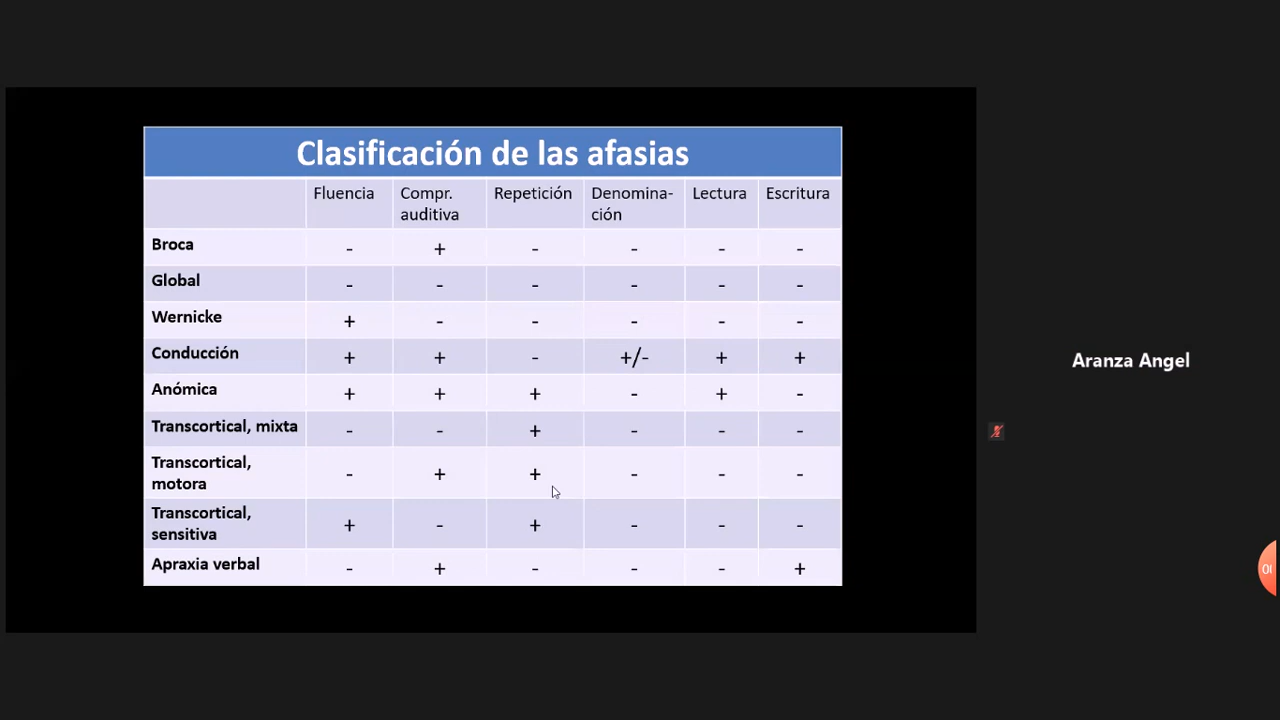 Clasificación de las afasias
Fluencia Compr. auditiva Repetición Denomina-ción Lectura Escritura
Broca - + - - - -
Global - - - - - -
Wernicke + - - - - -
Conducción + + - +/- + +
Anómica + + + - + -
Transcortical, mixta - - + - - -
Transcortical, motora - + + - - -
Transcortical, sensitiva + - + - - -
Apraxia verbal - + - - - +
Aranza Angel